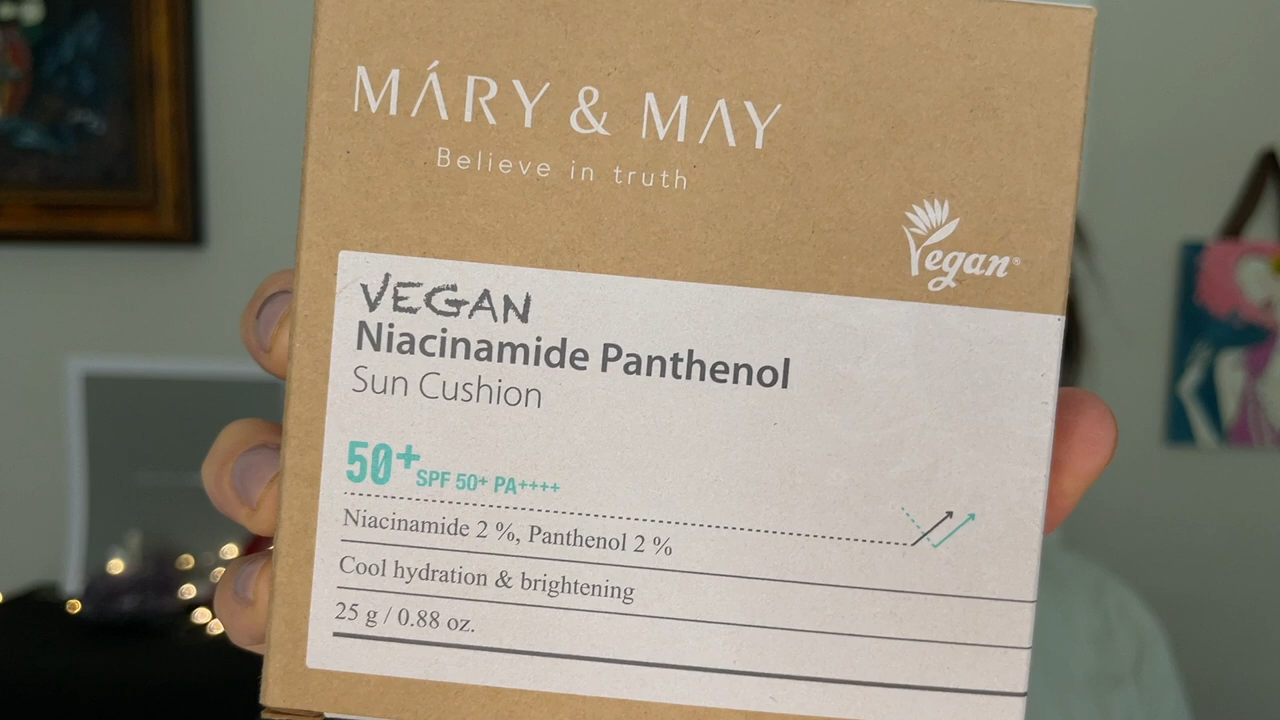 MÁRY & MAY
Believe in truth
Vegan®
VEGAN
Niacinamide Panthenol
Sun Cushion
50+ SPF 50+ PA++++
Niacinamide 2 %, Panthenol 2 %
Cool hydration & brightening
25 g / 0.88 oz.